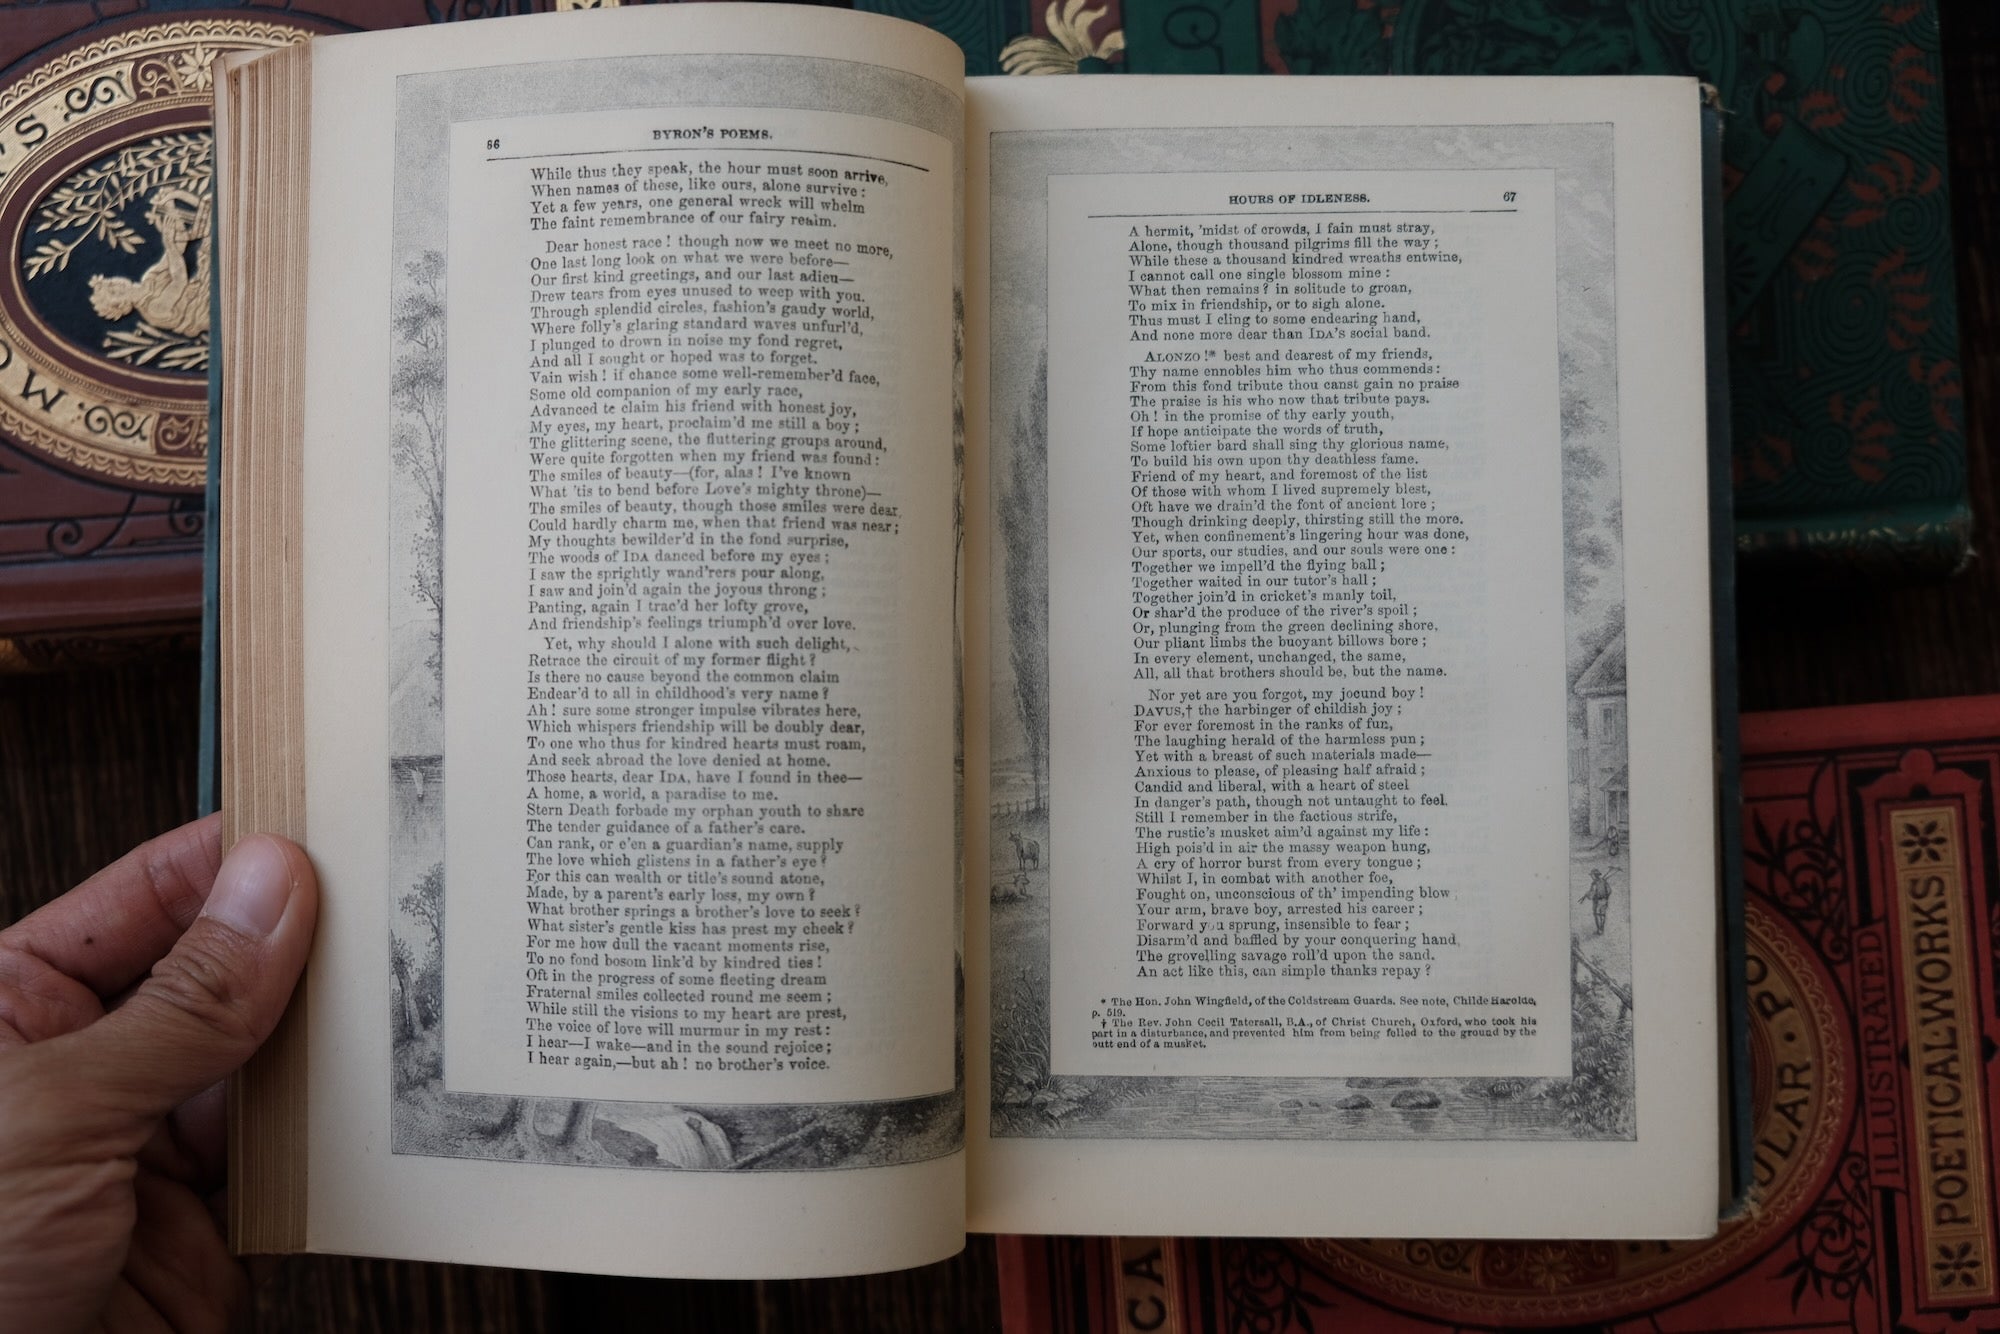 66
BYRON'S POEMS.
While thus they speak, the hour must soon arrive,
When names of these, like ours, alone survive:
Yet a few years, one general wreck will whelm
The faint remembrance of our fairy realm.
Dear honest race! though now we meet no more,
One last long look on what we were before—
Our first kind greetings, and our last adieu—
Drew tears from eyes unused to weep with you.
Through splendid circles, fashion's gaudy world,
Where folly's glaring standard waves unfurl'd,
I plunged to drown in noise my fond regret,
And all I sought or hoped was to forget.
Vain wish! if chance some well-remember'd face,
Some old companion of my early race,
Advanced to claim his friend with honest joy,
My eyes, my heart, proclaim'd me still a boy;
The glittering scene, the fluttering groups around,
Were quite forgotten when my friend was found:
The smiles of beauty—(for, alas! I've known
What 'tis to bend before Love's mighty throne)—
The smiles of beauty, though those smiles were dear,
Could hardly charm me, when that friend was near;
My thoughts bewilder'd in the fond surprise,
The woods of IDA danced before my eyes;
I saw the sprightly wand'rers pour along,
I saw and join'd again the joyous throng;
Panting, again I trac'd her lofty grove,
And friendship's feelings triumph'd over love.
Yet, why should I alone with such delight,
Retrace the circuit of my former flight?
Is there no cause beyond the common claim
Endear'd to all in childhood's very name?
Ah! sure some stronger impulse vibrates here,
Which whispers friendship will be doubly dear,
To one who thus for kindred hearts must roam,
And seek abroad the love denied at home.
Those hearts, dear IDA, have I found in thee—
A home, a world, a paradise to me.
Stern Death forbade my orphan youth to share
The tender guidance of a father's care.
Can rank, or e'en a guardian's name, supply
The love which glistens in a father's eye?
For this can wealth or title's sound atone,
Made, by a parent's early loss, my own?
What brother springs a brother's love to seek?
What sister's gentle kiss has prest my cheek?
For me how dull the vacant moments rise,
To no fond bosom link'd by kindred ties!
Oft in the progress of some fleeting dream
Fraternal smiles collected round me seem;
While still the visions to my heart are prest,
The voice of love will murmur in my rest:
I hear—I wake—and in the sound rejoice;
I hear again,—but ah! no brother's voice.
HOURS OF IDLENESS.
67
A hermit, 'midst of crowds, I fain must stray,
Alone, though thousand pilgrims fill the way;
While these a thousand kindred wreaths entwine,
I cannot call one single blossom mine:
What then remains? in solitude to groan,
To mix in friendship, or to sigh alone.
Thus must I cling to some endearing hand,
And none more dear than IDA's social band.
ALONZO!* best and dearest of my friends,
Thy name ennobles him who thus commends:
From this fond tribute thou canst gain no praise
The praise is his who now that tribute pays.
Oh! in the promise of thy early youth,
If hope anticipate the words of truth,
Some loftier bard shall sing thy glorious name,
To build his own upon thy deathless fame.
Friend of my heart, and foremost of the list
Of those with whom I lived supremely blest,
Oft have we drain'd the font of ancient lore;
Though drinking deeply, thirsting still the more.
Yet, when confinement's lingering hour was done,
Our sports, our studies, and our souls were one:
Together we impell'd the flying ball;
Together waited in our tutor's hall;
Together join'd in cricket's manly toil,
Or shar'd the produce of the river's spoil;
Or, plunging from the green declining shore,
Our pliant limbs the buoyant billows bore;
In every element, unchanged, the same,
All, all that brothers should be, but the name.
Nor yet are you forgot, my jocund boy!
DAVUS,† the harbinger of childish joy;
For ever foremost in the ranks of fun,
The laughing herald of the harmless pun;
Yet with a breast of such materials made—
Anxious to please, of pleasing half afraid;
Candid and liberal, with a heart of steel
In danger's path, though not untaught to feel.
Still I remember in the factious strife,
The rustic's musket aim'd against my life:
High pois'd in air the massy weapon hung,
A cry of horror burst from every tongue;
Whilst I, in combat with another foe,
Fought on, unconscious of th' impending blow;
Your arm, brave boy, arrested his career;
Forward you sprung, insensible to fear;
Disarm'd and baffled by your conquering hand,
The grovelling savage roll'd upon the sand.
An act like this, can simple thanks repay?
* The Hon. John Wingfield, of the Coldstream Guards. See note, Childe Harolde,
p. 519.
† The Rev. John Cecil Tatersall, B.A., of Christ Church, Oxford, who took his
part in a disturbance, and prevented him from being felled to the ground by the
butt end of a musket.
ILLUSTRATED
POETICAL·WORKS